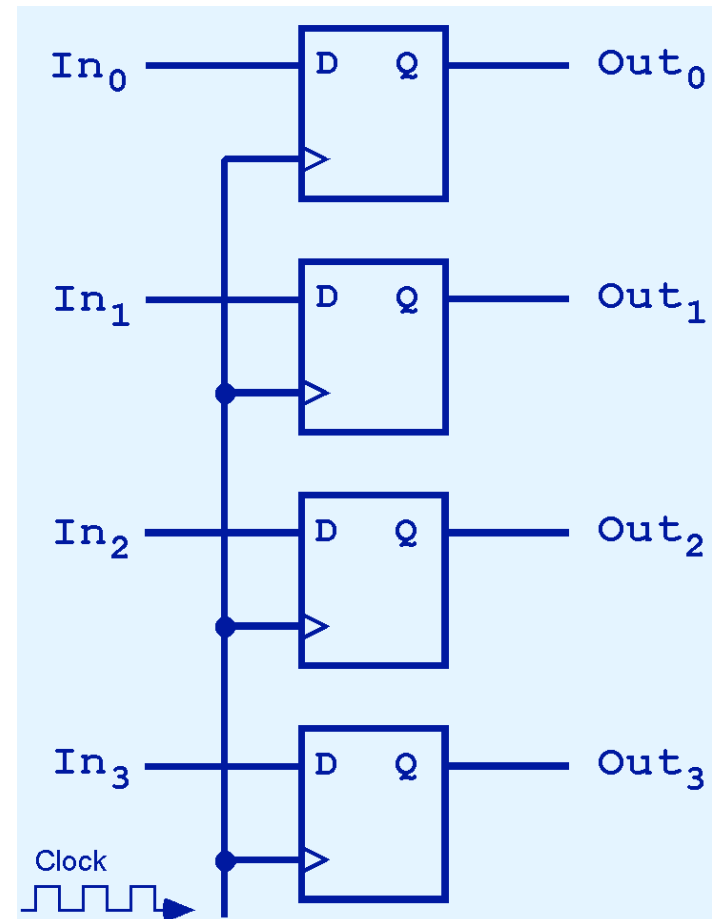 In₀ D Q Out₀
In₁ D Q Out₁
In₂ D Q Out₂
In₃ D Q Out₃
Clock